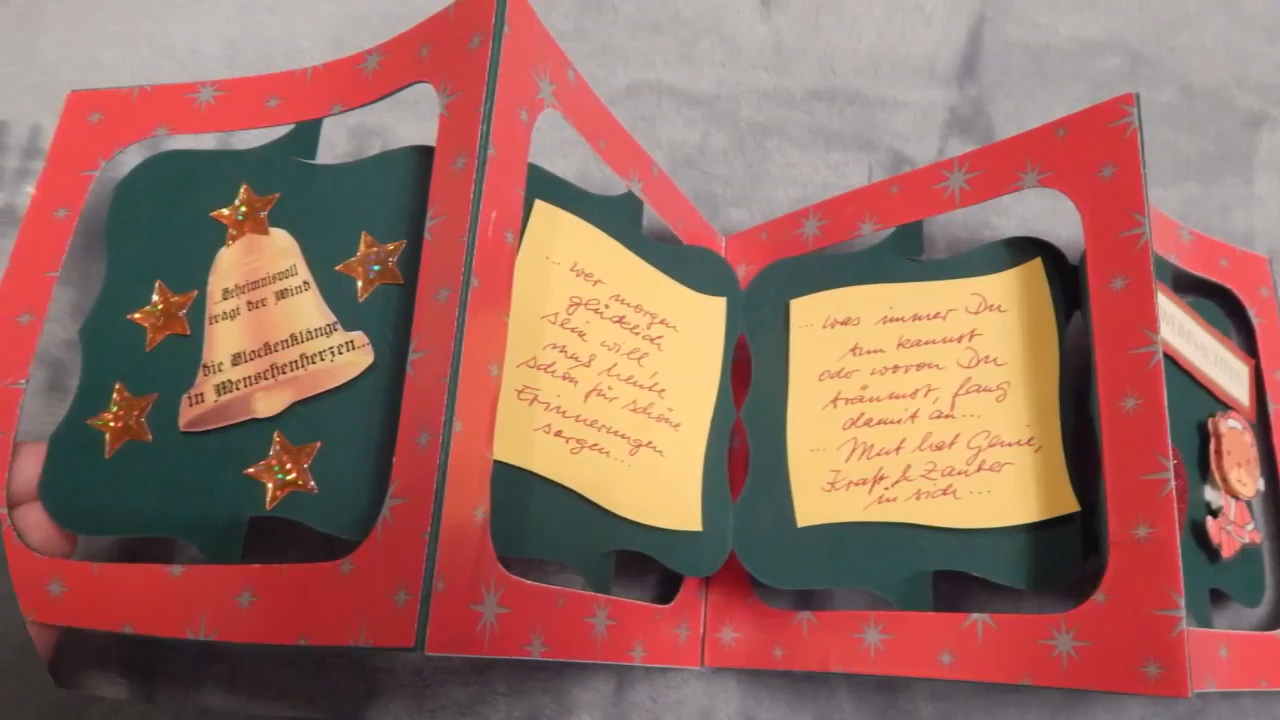 ...Geheimnisvoll
trägt der Wind
die Glockenklänge
in Menschenherzen...
... wer morgen
glücklich
sein will,
muß heute
schon für schöne
Erinnerungen
sorgen...
... was immer Du
tun kannst
oder wovon Du
träumst, fang
damit an...
... Mut hat Genie,
Kraft & Zauber
in sich...